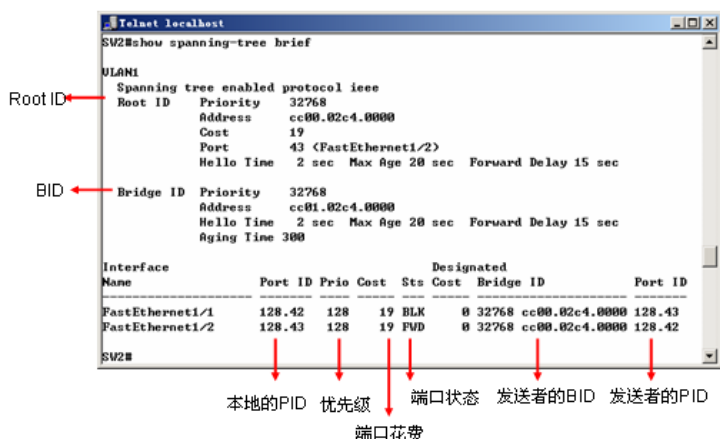 Telnet localhost
SW2#show spanning-tree brief
VLAN1
Spanning tree enabled protocol ieee
Root ID Root ID Priority 32768
Address cc00.02c4.0000
Cost 19
Port 43 (FastEthernet1/2)
Hello Time 2 sec Max Age 20 sec Forward Delay 15 sec
BID Bridge ID Priority 32768
Address cc01.02c4.0000
Hello Time 2 sec Max Age 20 sec Forward Delay 15 sec
Aging Time 300
Interface Designated
Name Port ID Prio Cost Sts Cost Bridge ID Port ID
-------------------- ------- ---- ----- --- ----- -------------------- -------
FastEthernet1/1 128.42 128 19 BLK 0 32768 cc00.02c4.0000 128.43
FastEthernet1/2 128.43 128 19 FWD 0 32768 cc00.02c4.0000 128.42
SW2#
本地的PID 优先级 端口状态 发送者的BID 发送者的PID
端口花费